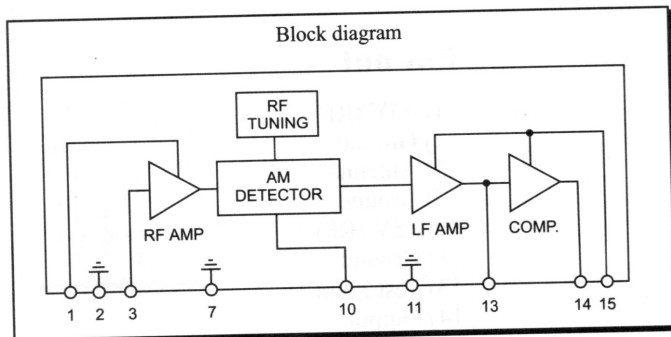 Block diagram
RF
TUNING
AM
DETECTOR
RF AMP
LF AMP
COMP.
1 2 3 7 10 11 13 14 15